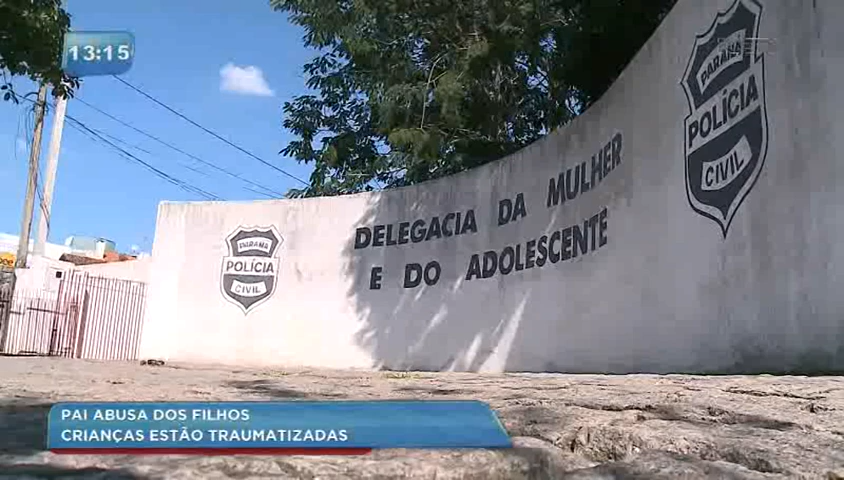 13:15
PARANÁ
POLÍCIA
CIVIL
DELEGACIA DA MULHER
E DO ADOLESCENTE
PARANÁ
POLÍCIA
CIVIL
PAI ABUSA DOS FILHOS
CRIANÇAS ESTÃO TRAUMATIZADAS